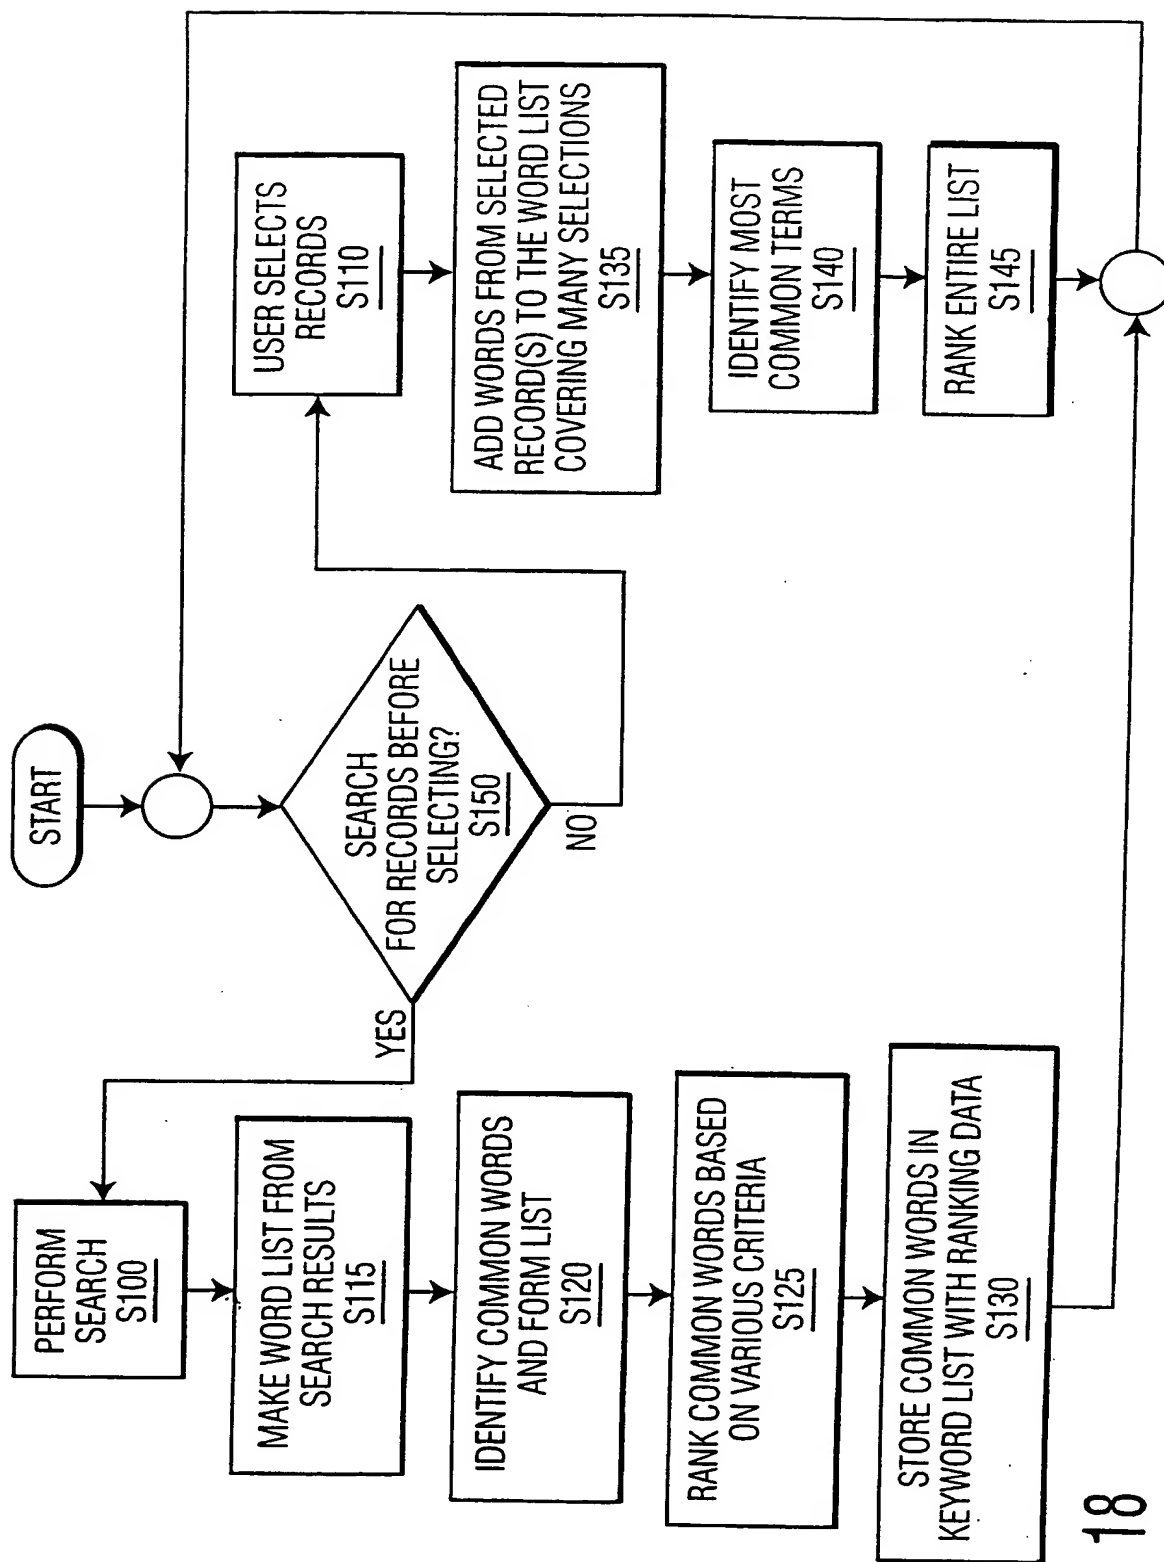 START
SEARCH
FOR RECORDS BEFORE
SELECTING?
S150
YES
NO
PERFORM
SEARCH
S100
MAKE WORD LIST FROM
SEARCH RESULTS
S115
IDENTIFY COMMON WORDS
AND FORM LIST
S120
RANK COMMON WORDS BASED
ON VARIOUS CRITERIA
S125
STORE COMMON WORDS IN
KEYWORD LIST WITH RANKING DATA
S130
USER SELECTS
RECORDS
S110
ADD WORDS FROM SELECTED
RECORD(S) TO THE WORD LIST
COVERING MANY SELECTIONS
S135
IDENTIFY MOST
COMMON TERMS
S140
RANK ENTIRE LIST
S145
18